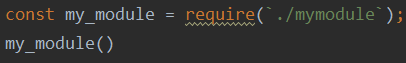 const my_module = require(`./mymodule`);
my_module()